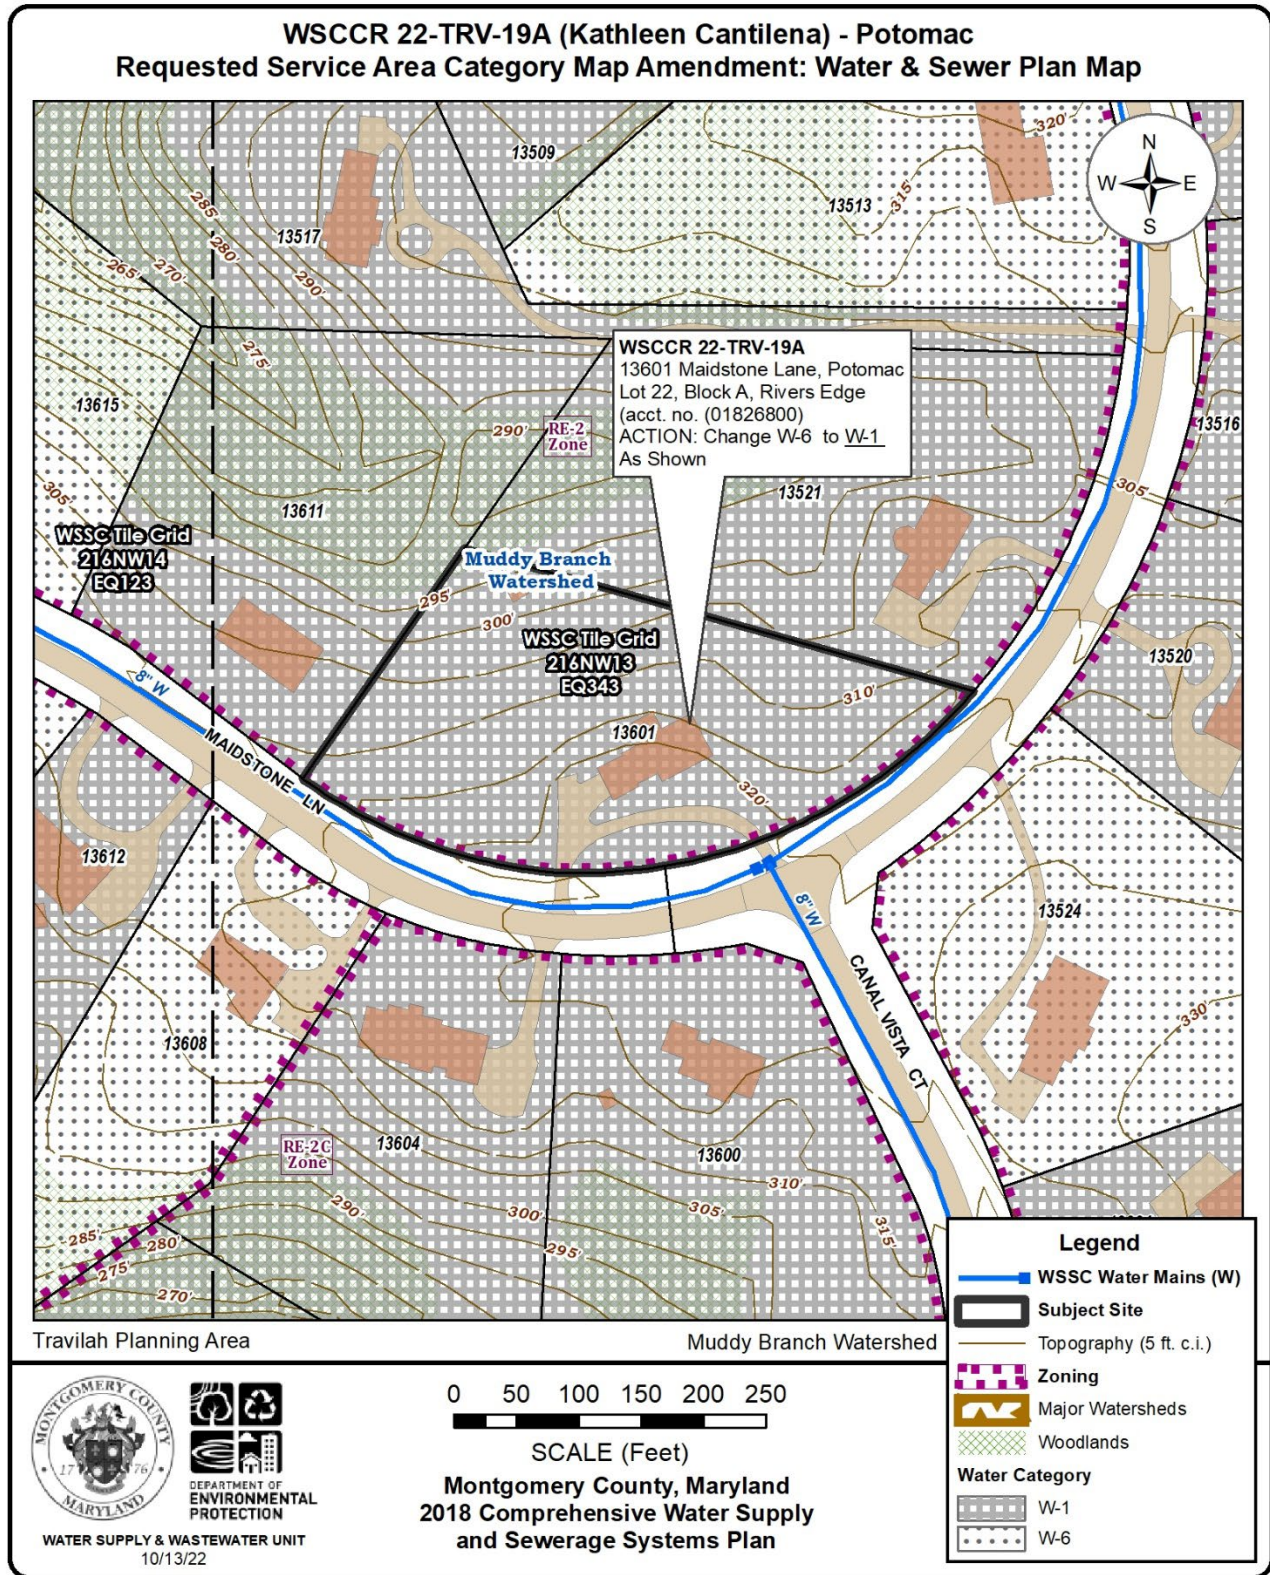 WSCCR 22-TRV-19A (Kathleen Cantilena) - Potomac
Requested Service Area Category Map Amendment: Water & Sewer Plan Map
N
W E
S
320'
13509
13513
315'
285'
13517
280'
265'
270'
290'
275'
WSCCR 22-TRV-19A
13601 Maidstone Lane, Potomac
Lot 22, Block A, Rivers Edge
(acct. no. (01826800)
ACTION: Change W-6 to W-1
As Shown
13615
290'
RE-2
Zone
13516
305'
305'
13521
13611
WSSC Tile Grid
216NW14
EQ123
Muddy Branch
Watershed
295'
300'
WSSC Tile Grid
216NW13
EQ343
13520
8" W
310'
13601
MAIDSTONE LN
320'
13612
8" W
13524
CANAL VISTA CT
330'
13608
RE-2C
Zone
13604
13600
310'
290'
300'
305'
315'
285'
280'
295'
275'
270'
Travilah Planning Area
Muddy Branch Watershed
Legend
WSSC Water Mains (W)
Subject Site
Topography (5 ft. c.i.)
Zoning
Major Watersheds
Woodlands
Water Category
W-1
W-6
MONTGOMERY COUNTY
17 76
MARYLAND
DEPARTMENT OF
ENVIRONMENTAL
PROTECTION
WATER SUPPLY & WASTEWATER UNIT
10/13/22
0 50 100 150 200 250
SCALE (Feet)
Montgomery County, Maryland
2018 Comprehensive Water Supply
and Sewerage Systems Plan